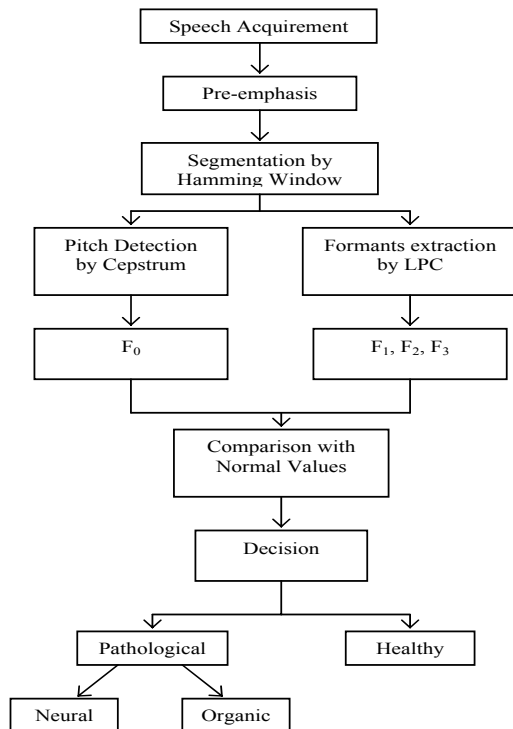 Speech Acquirement
Pre-emphasis
Segmentation by
Hamming Window
Pitch Detection
by Cepstrum
Formants extraction
by LPC
F₀
F₁, F₂, F₃
Comparison with
Normal Values
Decision
Pathological
Healthy
Neural
Organic